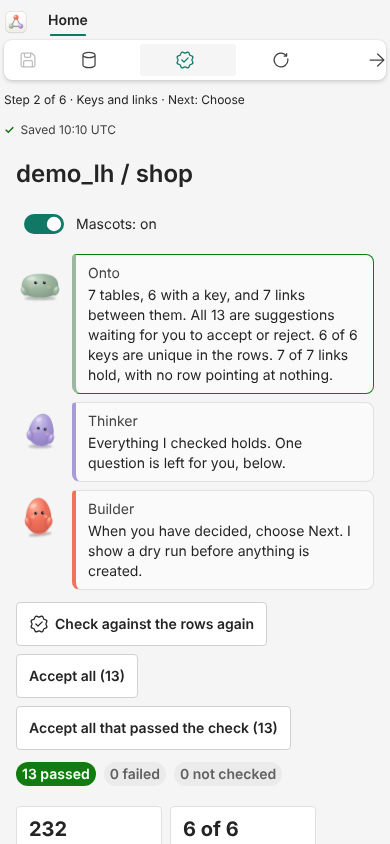 Home
Step 2 of 6 · Keys and links · Next: Choose
Saved 10:10 UTC
demo_lh / shop
Mascots: on
Onto
7 tables, 6 with a key, and 7 links
between them. All 13 are suggestions
waiting for you to accept or reject. 6 of 6
keys are unique in the rows. 7 of 7 links
hold, with no row pointing at nothing.
Thinker
Everything I checked holds. One
question is left for you, below.
Builder
When you have decided, choose Next. I
show a dry run before anything is
created.
Check against the rows again
Accept all (13)
Accept all that passed the check (13)
13 passed 0 failed 0 not checked
232 6 of 6